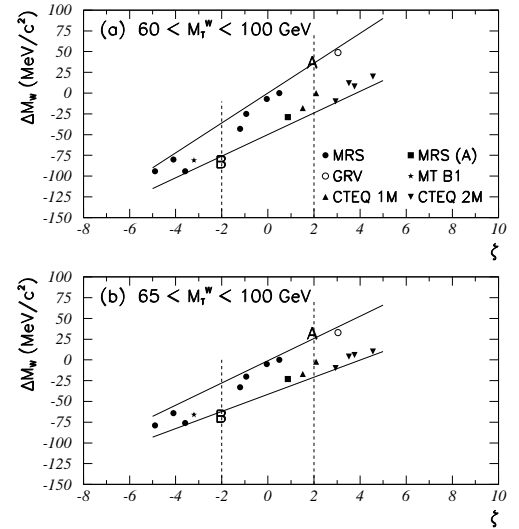 ΔM_W (MeV/c²)
100
75
50
25
0
-25
-50
-75
-100
-125
-150
(a) 60 < M_T^W < 100 GeV
A
B
MRS
MRS (A)
GRV
MT B1
CTEQ 1M
CTEQ 2M
-8 -6 -4 -2 0 2 4 6 8 10
ζ
ΔM_W (MeV/c²)
100
75
50
25
0
-25
-50
-75
-100
-125
-150
(b) 65 < M_T^W < 100 GeV
A
B
-8 -6 -4 -2 0 2 4 6 8 10
ζ